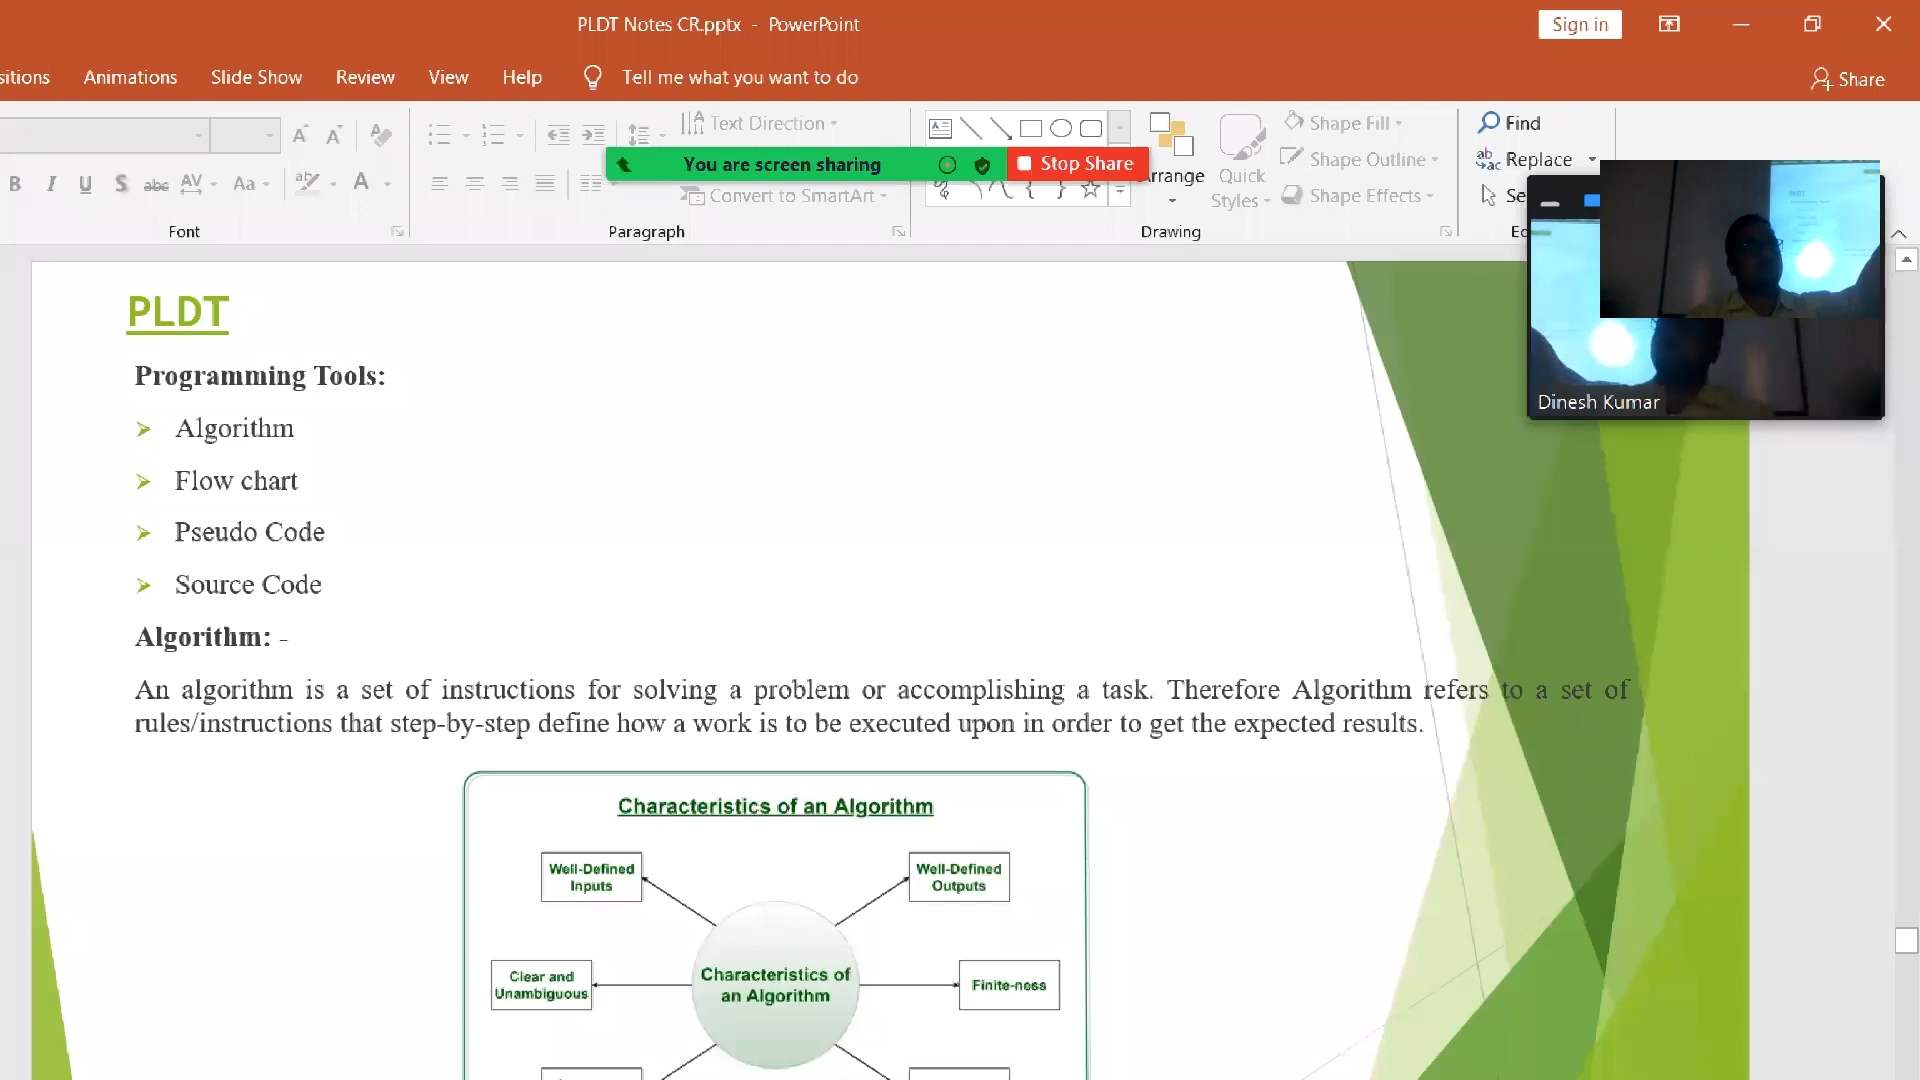 PLDT Notes CR.pptx - PowerPoint
Sign in
sitions Animations Slide Show Review View Help Tell me what you want to do
Share
Text Direction
Shape Fill
Find
You are screen sharing
Stop Share
Shape Outline
Replace
B I U S abc AV Aa A
Convert to SmartArt
Arrange
Quick
Styles
Shape Effects
Se
Font
Paragraph
Drawing
Dinesh Kumar
PLDT
Programming Tools:
Algorithm
Flow chart
Pseudo Code
Source Code
Algorithm: -
An algorithm is a set of instructions for solving a problem or accomplishing a task. Therefore Algorithm refers to a set of
rules/instructions that step-by-step define how a work is to be executed upon in order to get the expected results.
Characteristics of an Algorithm
Well-Defined
Inputs
Well-Defined
Outputs
Clear and
Unambiguous
Characteristics of
an Algorithm
Finite-ness